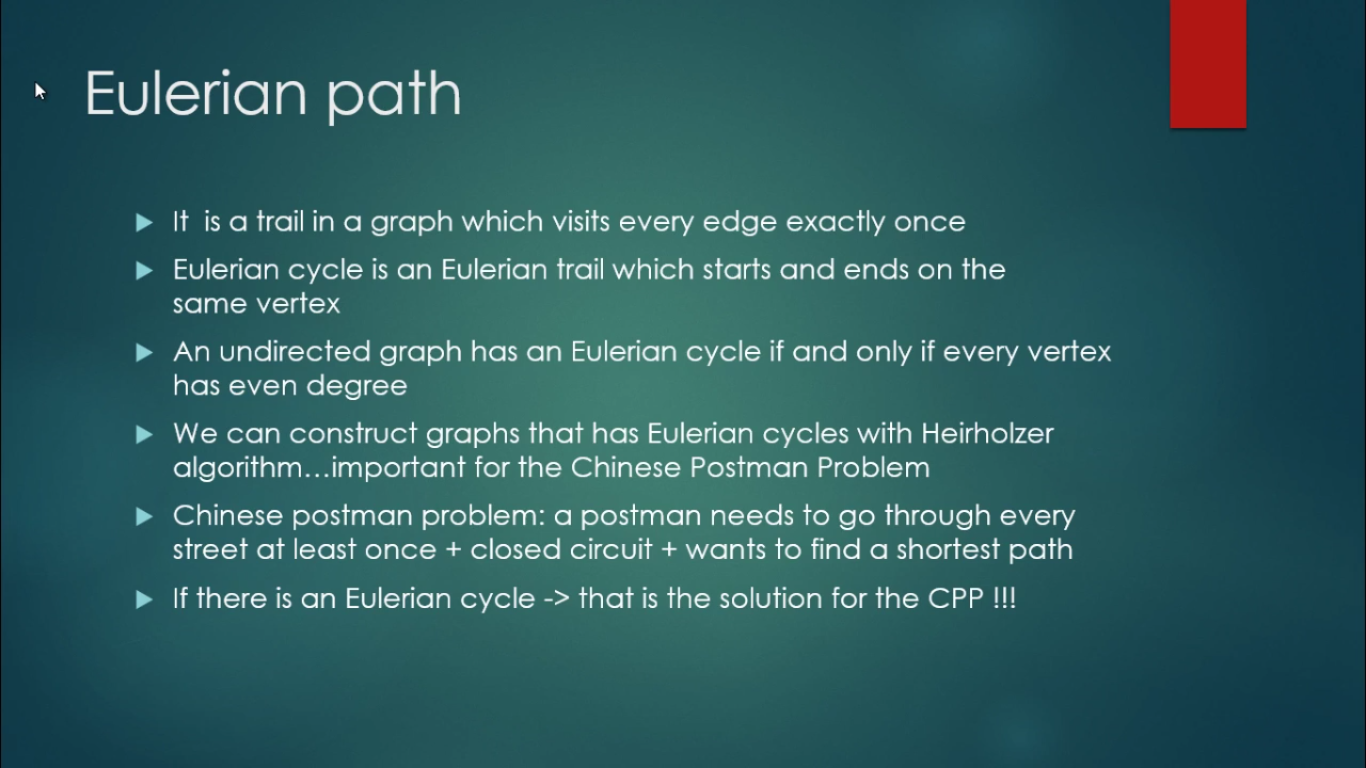 Eulerian path
It  is a trail in a graph which visits every edge exactly once
Eulerian cycle is an Eulerian trail which starts and ends on the
same vertex
An undirected graph has an Eulerian cycle if and only if every vertex
has even degree
We can construct graphs that has Eulerian cycles with Heirholzer
algorithm…important for the Chinese Postman Problem
Chinese postman problem: a postman needs to go through every
street at least once + closed circuit + wants to find a shortest path
If there is an Eulerian cycle -> that is the solution for the CPP !!!